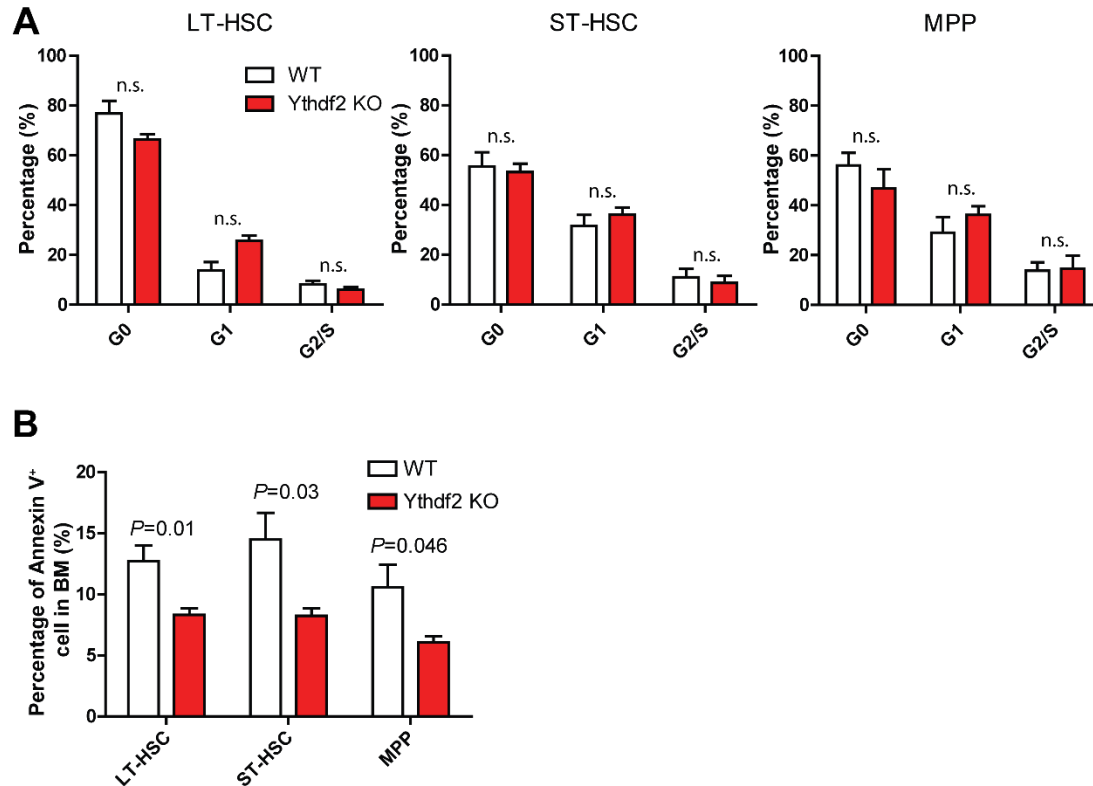 A
LT-HSC
ST-HSC
MPP
WT
Ythdf2 KO
Percentage (%)
100
80
60
40
20
0
n.s.
n.s.
n.s.
G0
G1
G2/S
Percentage (%)
100
80
60
40
20
0
n.s.
n.s.
n.s.
G0
G1
G2/S
Percentage (%)
100
80
60
40
20
0
n.s.
n.s.
n.s.
G0
G1
G2/S
B
WT
Ythdf2 KO
Percentage of Annexin V⁺
cell in BM (%)
20
15
10
5
0
P=0.01
P=0.03
P=0.046
LT-HSC
ST-HSC
MPP